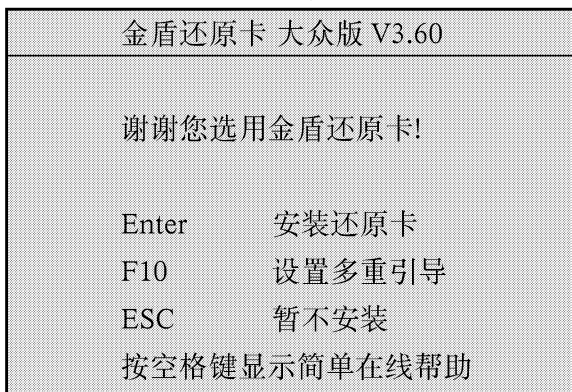 金盾还原卡 大众版 V3.60
谢谢您选用金盾还原卡!
Enter 安装还原卡
F10 设置多重引导
ESC 暂不安装
按空格键显示简单在线帮助